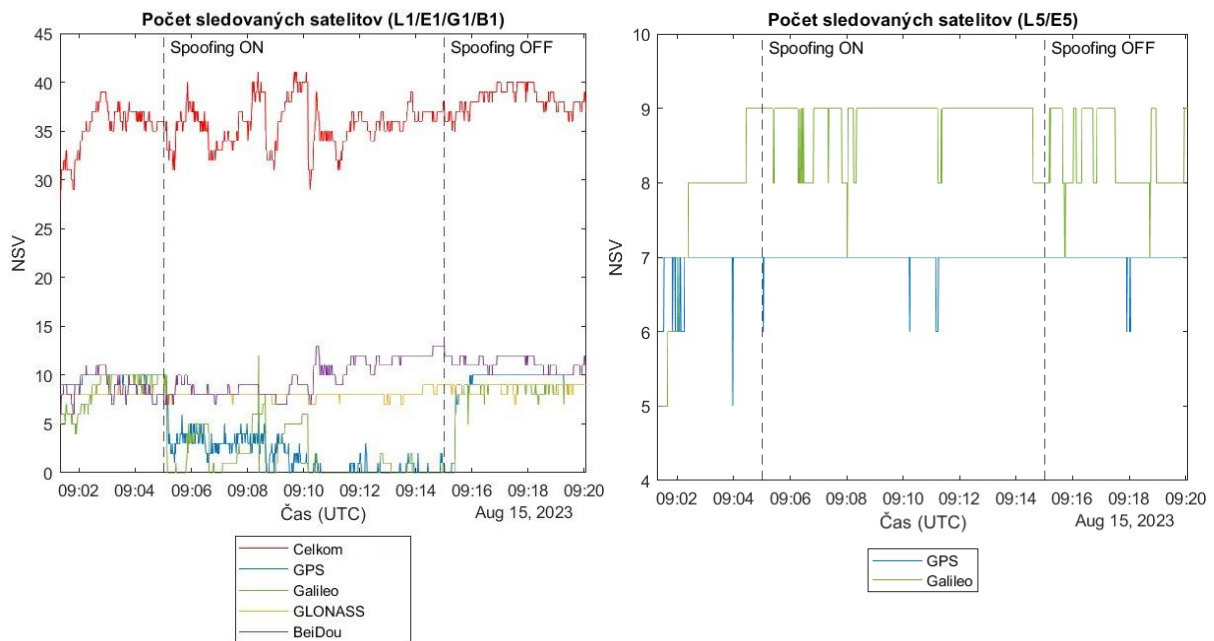 Počet sledovaných satelitov (L1/E1/G1/B1)
45
40
35
30
25
20
15
10
5
0
NSV
Spoofing ON
Spoofing OFF
09:02 09:04 09:06 09:08 09:10 09:12 09:14 09:16 09:18 09:20
Čas (UTC)
Aug 15, 2023
Celkom
GPS
Galileo
GLONASS
BeiDou
Počet sledovaných satelitov (L5/E5)
10
9
8
7
6
5
4
NSV
Spoofing ON
Spoofing OFF
09:02 09:04 09:06 09:08 09:10 09:12 09:14 09:16 09:18 09:20
Čas (UTC)
Aug 15, 2023
GPS
Galileo